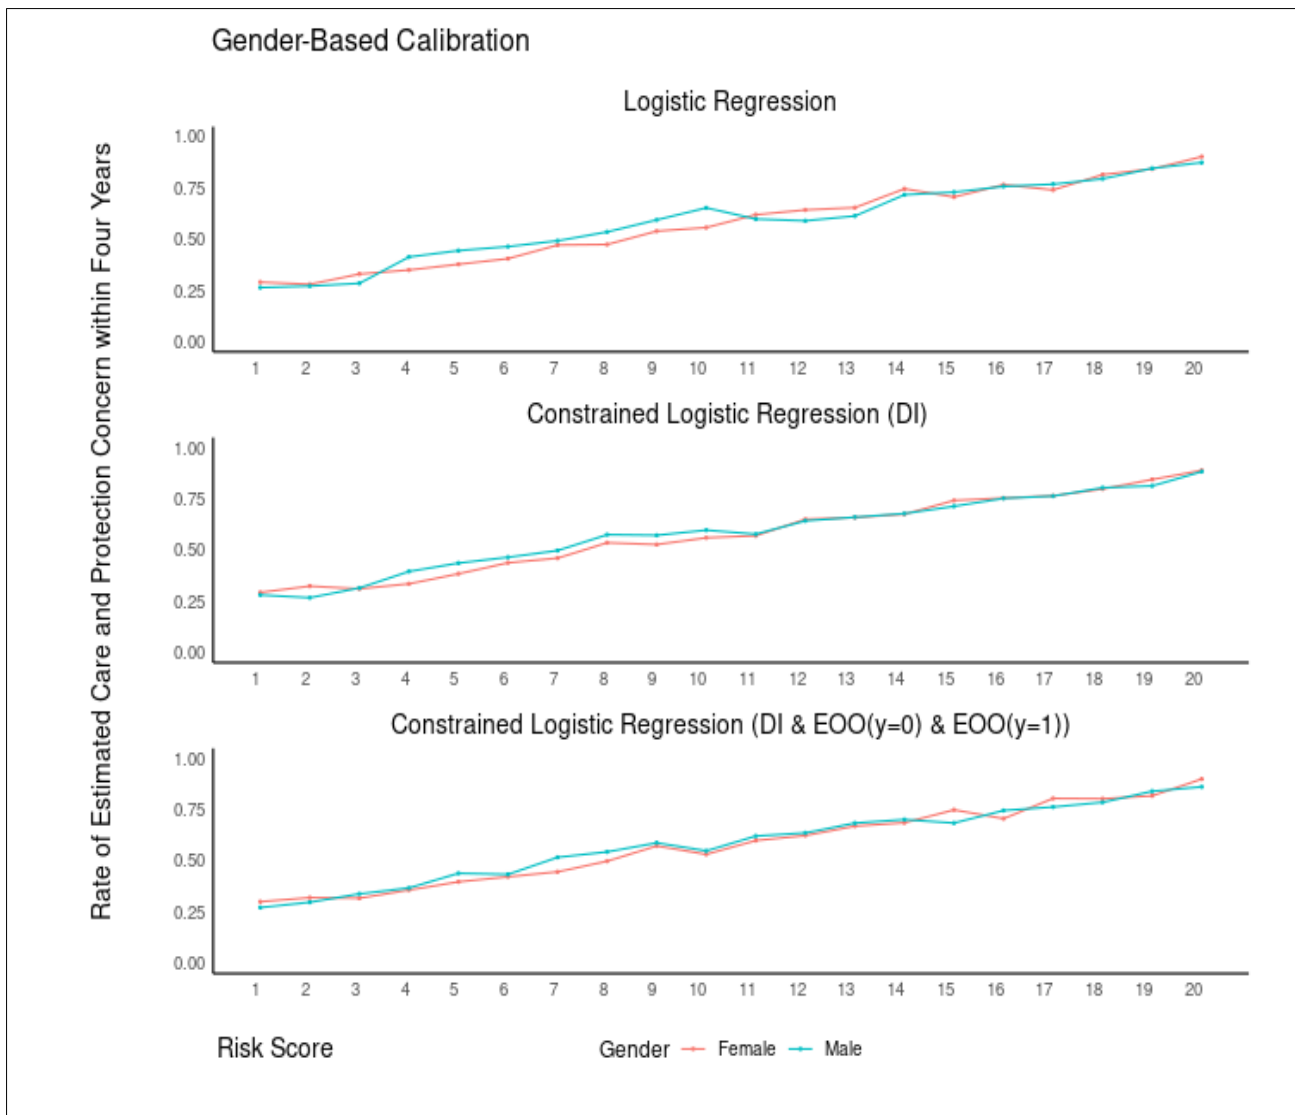 Gender-Based Calibration
Rate of Estimated Care and Protection Concern within Four Years
Logistic Regression
1.00
0.75
0.50
0.25
0.00
1 2 3 4 5 6 7 8 9 10 11 12 13 14 15 16 17 18 19 20
Constrained Logistic Regression (DI)
1.00
0.75
0.50
0.25
0.00
1 2 3 4 5 6 7 8 9 10 11 12 13 14 15 16 17 18 19 20
Constrained Logistic Regression (DI & EOO(y=0) & EOO(y=1))
1.00
0.75
0.50
0.25
0.00
1 2 3 4 5 6 7 8 9 10 11 12 13 14 15 16 17 18 19 20
Risk Score
Gender Female Male